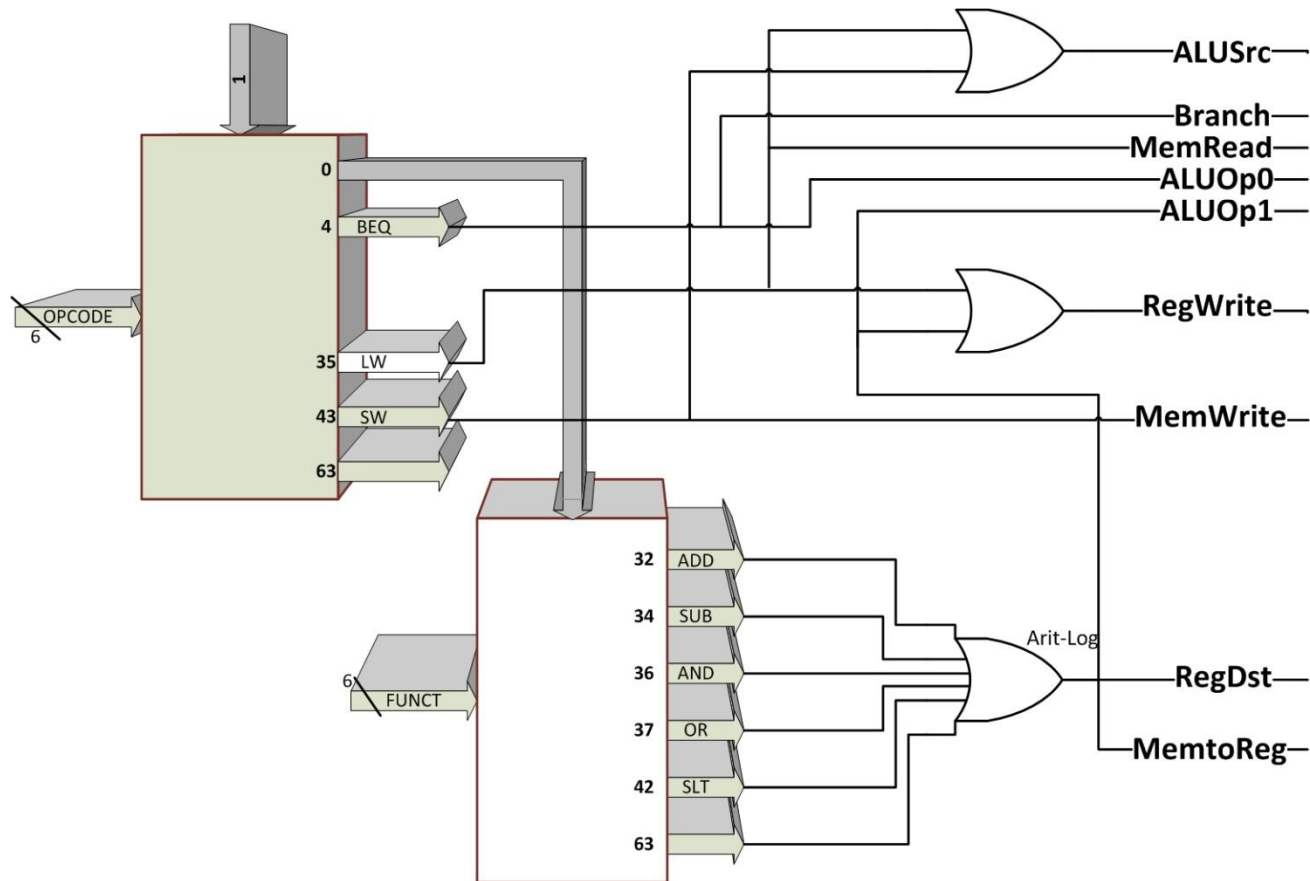 1
ALUSrc
Branch
MemRead
ALUOp0
ALUOp1
0
4 BEQ
OPCODE
6
RegWrite
35 LW
43 SW
MemWrite
63
32 ADD
34 SUB
Arit-Log
36 AND
RegDst
6
FUNCT
37 OR
MemtoReg
42 SLT
63